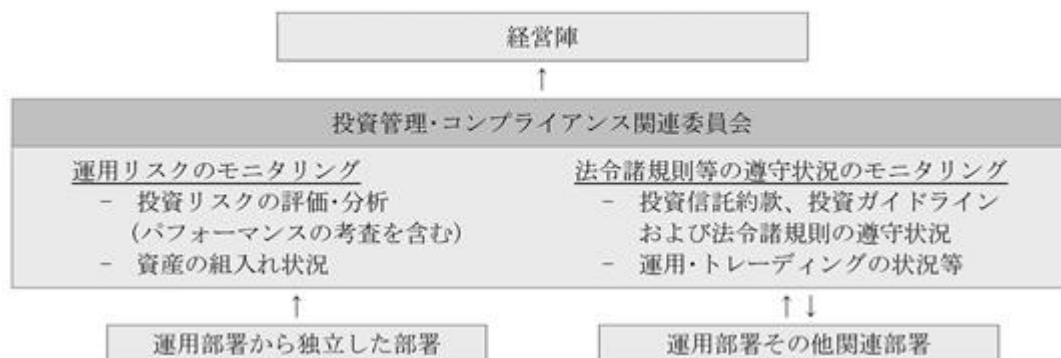 経営陣
↑
投資管理・コンプライアンス関連委員会
運用リスクのモニタリング
－ 投資リスクの評価・分析
(パフォーマンスの考査を含む)
－ 資産の組入れ状況
法令諸規則等の遵守状況のモニタリング
－ 投資信託約款、投資ガイドライン
および法令諸規則の遵守状況
－ 運用・トレーディングの状況等
↑
↑↓
運用部署から独立した部署
運用部署その他関連部署